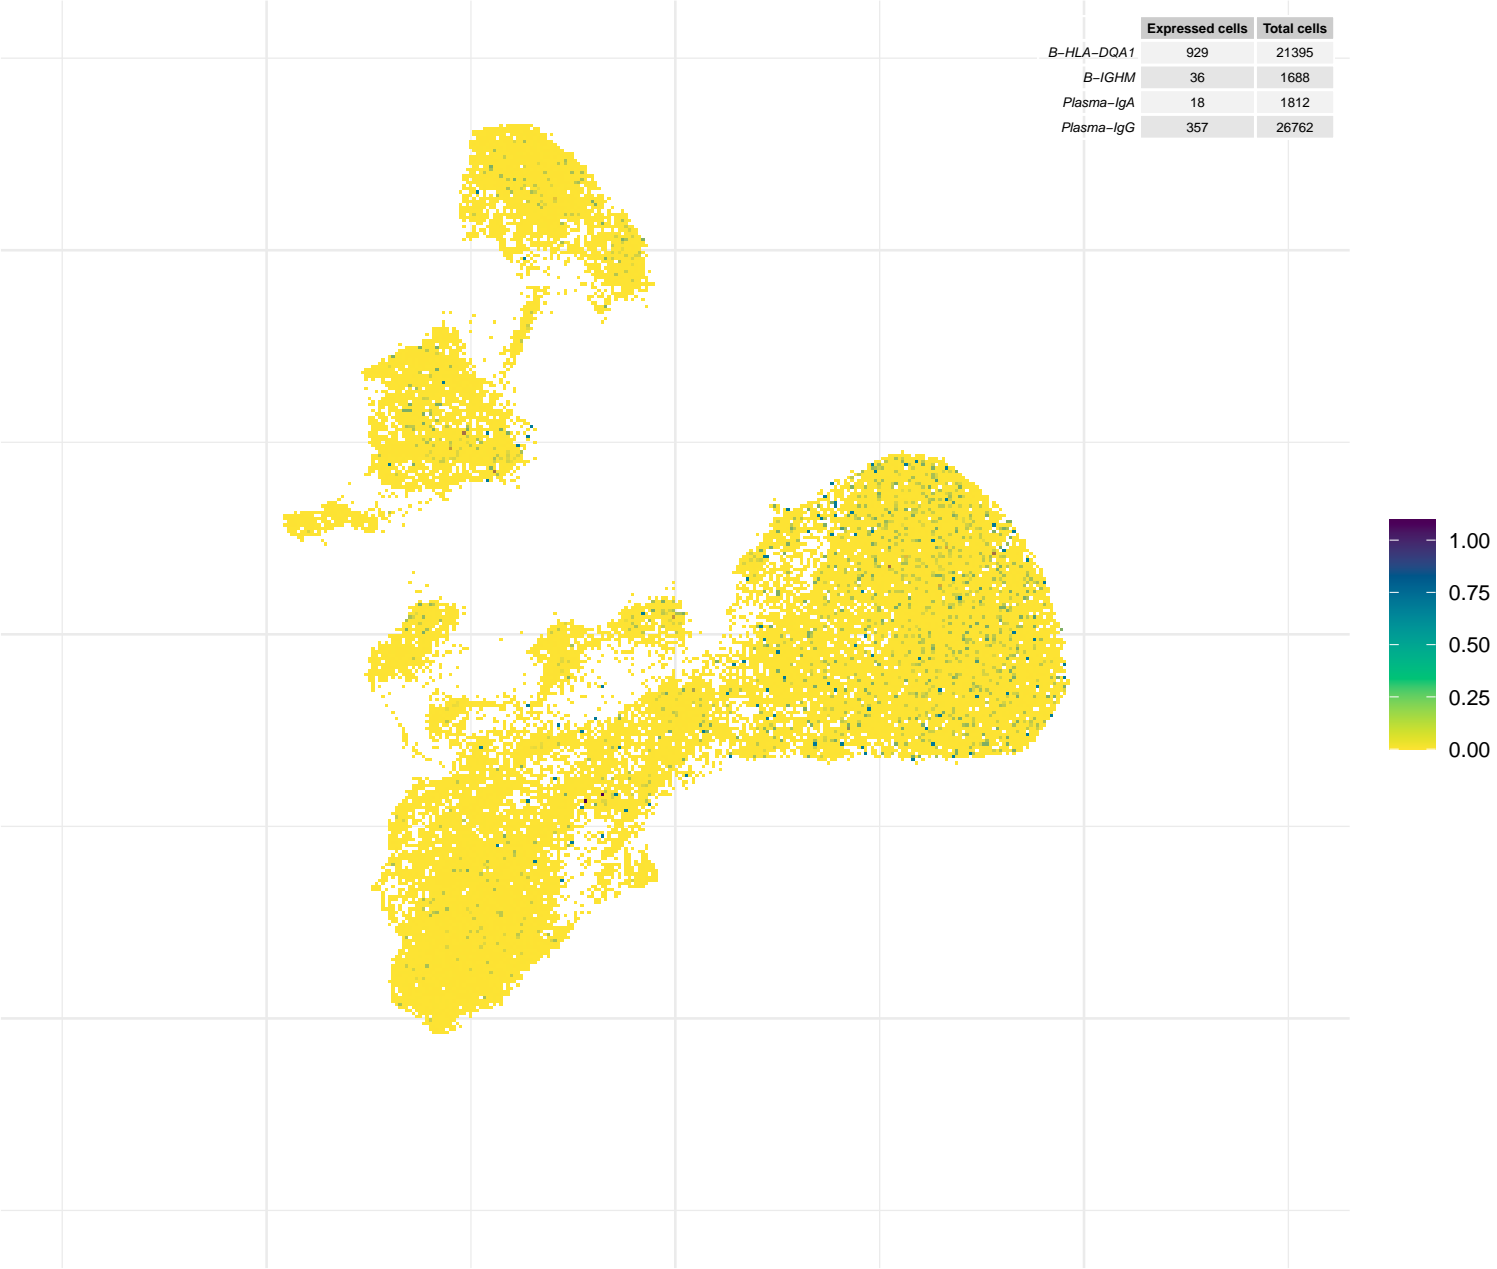 Expressed cells Total cells
B−HLA−DQA1 929 21395
B−IGHM 36 1688
Plasma−IgA 18 1812
Plasma−IgG 357 26762
1.00
0.75
0.50
0.25
0.00